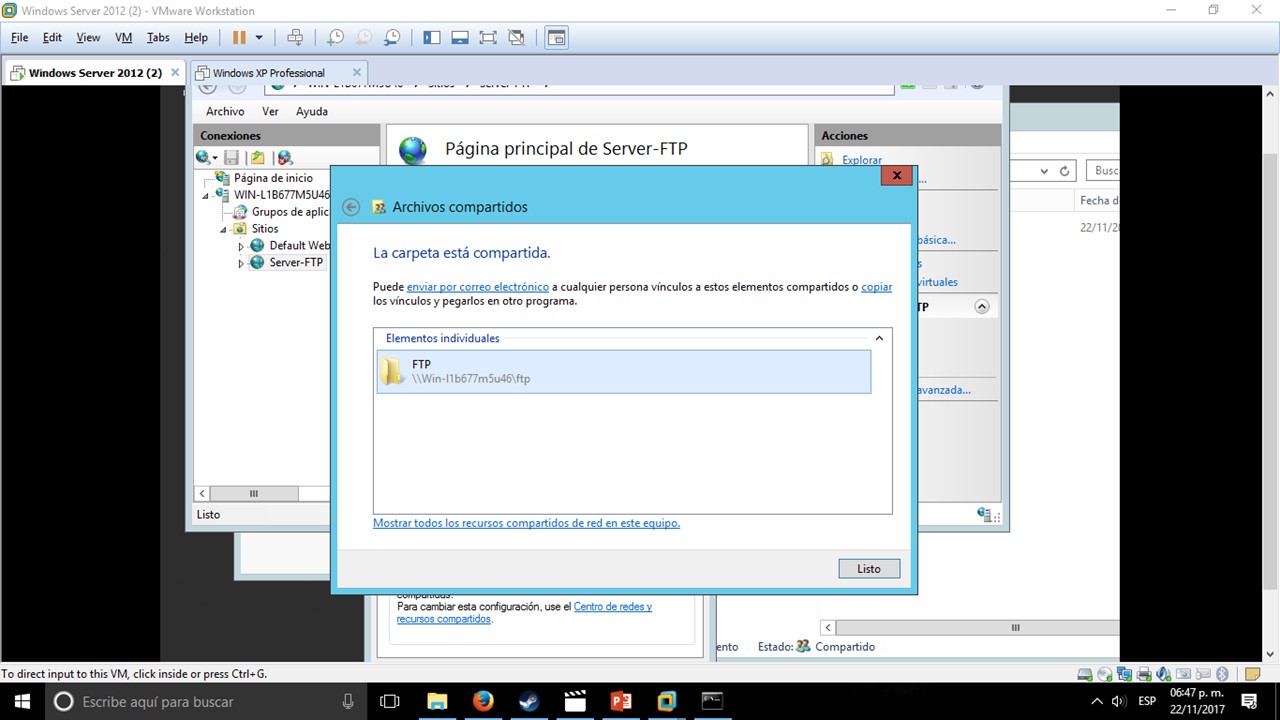 Windows Server 2012 (2) - VMware Workstation
File Edit View VM Tabs Help
Windows Server 2012 (2) Windows XP Professional
Archivo Ver Ayuda
Conexiones
Página de inicio
WIN-L1B677M5U46
Grupos de aplic
Sitios
Default Web
Server-FTP
Listo
Página principal de Server-FTP
Acciones
Explorar
...
básica...
s
virtuales
TP
avanzada...
Busc
Fecha d
22/11/20
Archivos compartidos
La carpeta está compartida.
Puede enviar por correo electrónico a cualquier persona vínculos a estos elementos compartidos o copiar
los vínculos y pegarlos en otro programa.
Elementos individuales
FTP
\\Win-l1b677m5u46\ftp
Mostrar todos los recursos compartidos de red en este equipo.
Listo
compartidas.
Para cambiar esta configuración, use el Centro de redes y
recursos compartidos.
ento Estado: Compartido
To direct input to this VM, click inside or press Ctrl+G.
Escribe aquí para buscar
ESP
06:47 p. m.
22/11/2017